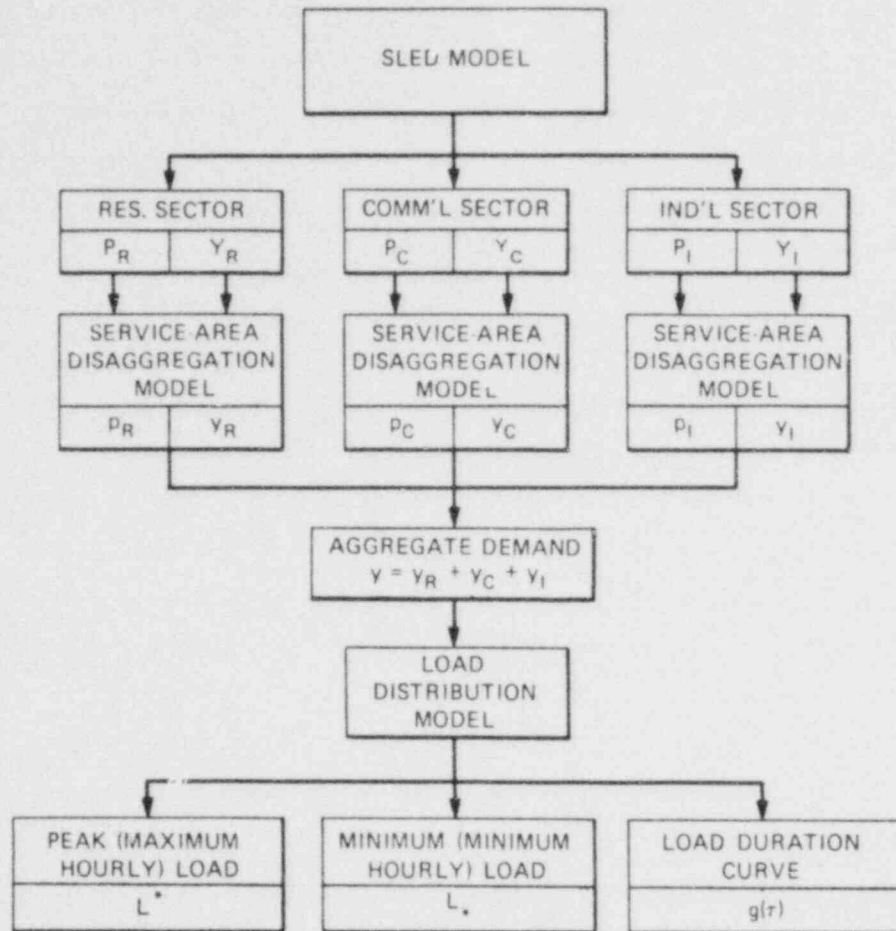 SLED MODEL
RES. SECTOR
P_R Y_R
COMM'L SECTOR
P_C Y_C
IND'L SECTOR
P_I Y_I
SERVICE-AREA
DISAGGREGATION
MODEL
p_R y_R
SERVICE-AREA
DISAGGREGATION
MODEL
p_C y_C
SERVICE-AREA
DISAGGREGATION
MODEL
p_I y_I
AGGREGATE DEMAND
y = y_R + y_C + y_I
LOAD
DISTRIBUTION
MODEL
PEAK (MAXIMUM
HOURLY) LOAD
L*
MINIMUM (MINIMUM
HOURLY) LOAD
L_*
LOAD DURATION
CURVE
g(τ)